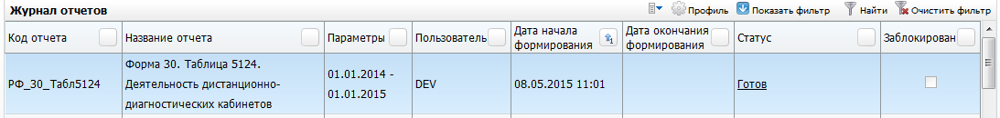 Журнал отчетов
Профиль Показать фильтр Найти Очистить фильтр
Код отчета Название отчета Параметры Пользователь Дата начала формирования Дата окончания формирования Статус Заблокирован
РФ_30_Табл5124
Форма 30. Таблица 5124.
Деятельность дистанционно-
диагностических кабинетов
01.01.2014 -
01.01.2015
DEV
08.05.2015 11:01
Готов